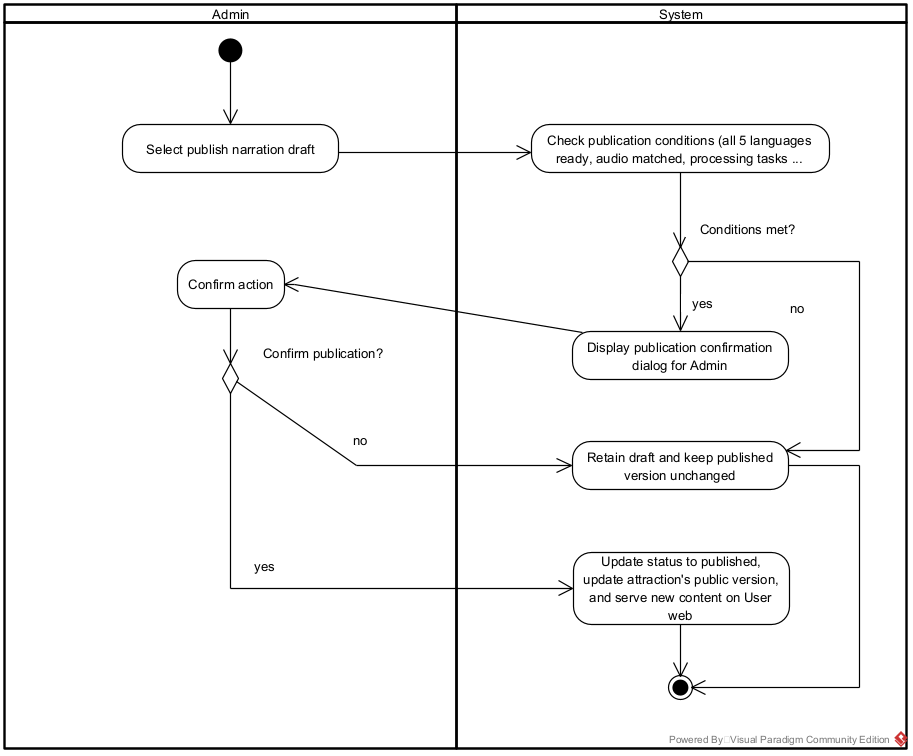 Admin
System
Select publish narration draft
Check publication conditions (all 5 languages
ready, audio matched, processing tasks ...
Conditions met?
Confirm action
yes
no
Display publication confirmation
dialog for Admin
Confirm publication?
no
Retain draft and keep published
version unchanged
yes
Update status to published,
update attraction's public version,
and serve new content on User
web
Powered By Visual Paradigm Community Edition